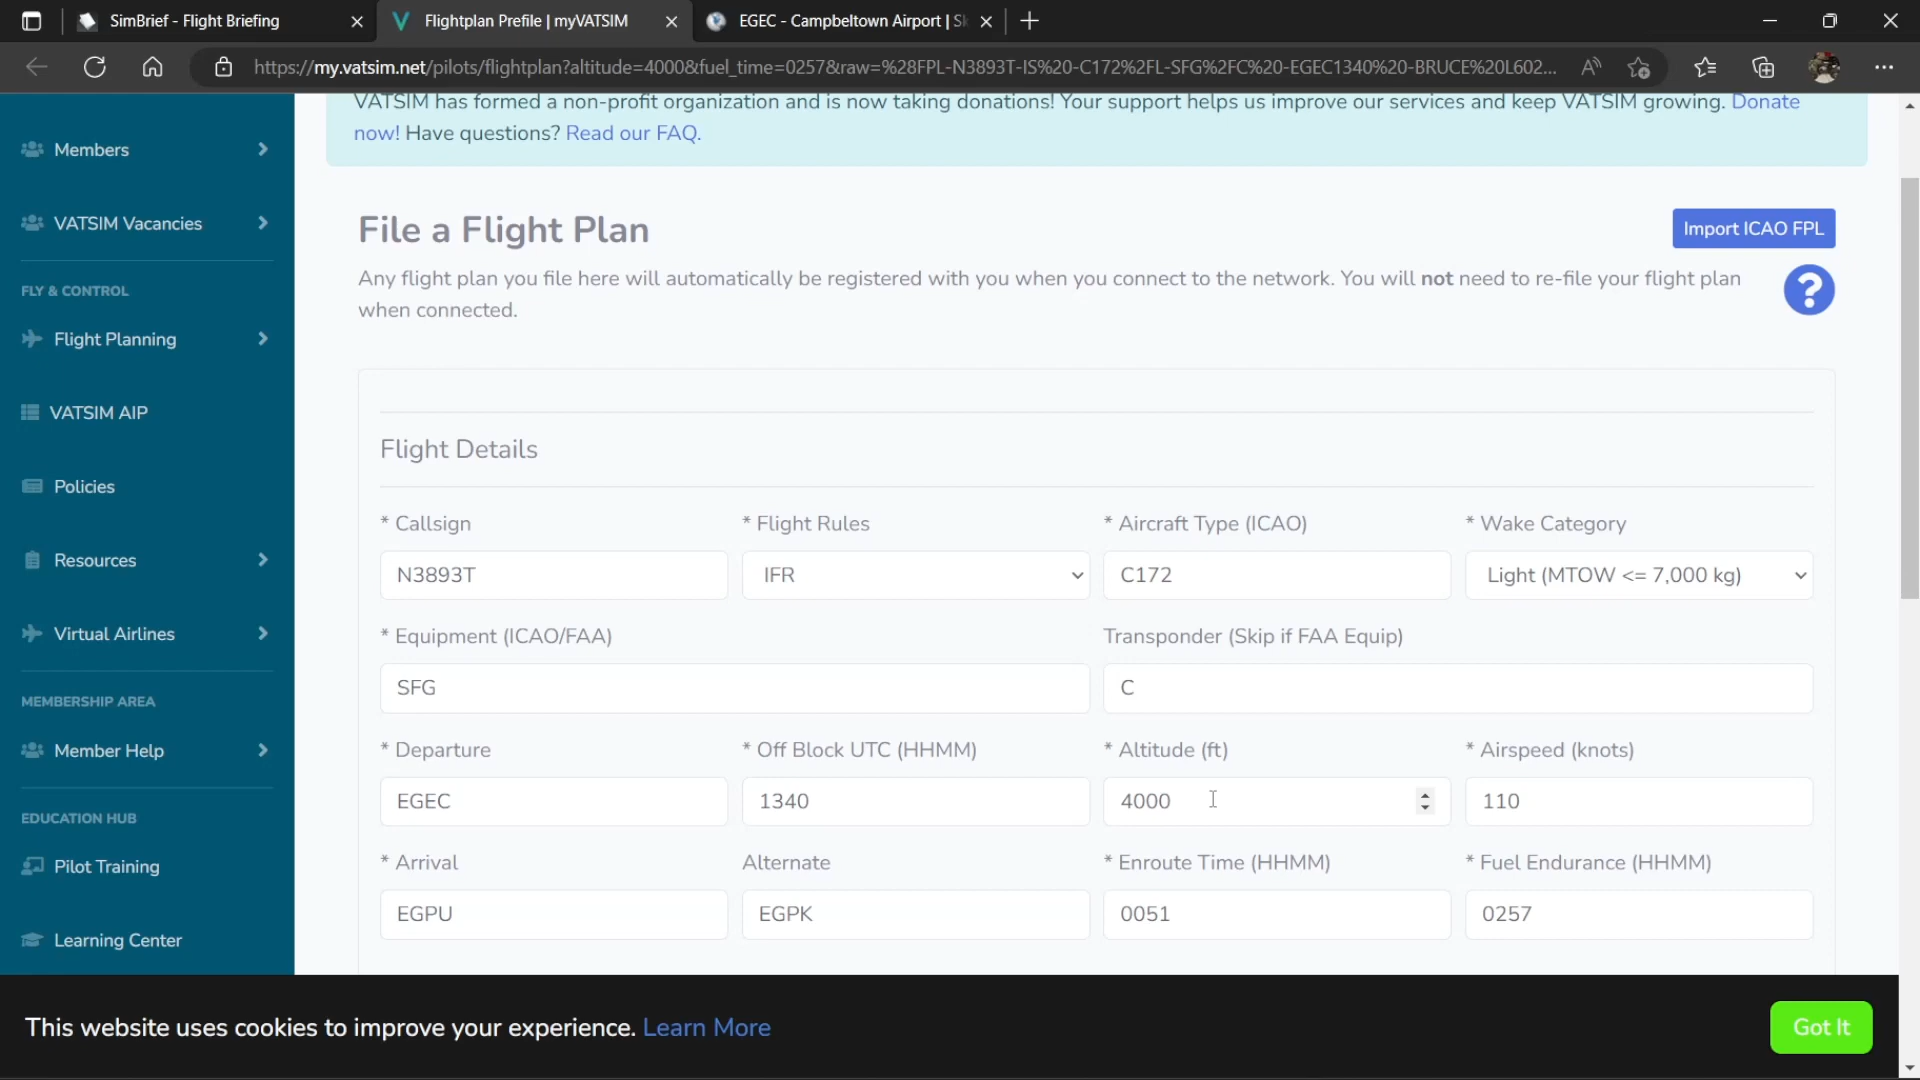 SimBrief - Flight Briefing
Flightplan Prefile | myVATSIM
EGEC - Campbeltown Airport | Sk
https://my.vatsim.net/pilots/flightplan?altitude=4000&fuel_time=0257&raw=%28FPL-N3893T-IS%20-C172%2FL-SFG%2FC%20-EGEC1340%20-BRUCE%20L602...
VATSIM has formed a non-profit organization and is now taking donations! Your support helps us improve our services and keep VATSIM growing. Donate
now! Have questions? Read our FAQ.
Members
VATSIM Vacancies
FLY & CONTROL
Flight Planning
VATSIM AIP
Policies
Resources
Virtual Airlines
MEMBERSHIP AREA
Member Help
EDUCATION HUB
Pilot Training
Learning Center
File a Flight Plan
Import ICAO FPL
Any flight plan you file here will automatically be registered with you when you connect to the network. You will not need to re-file your flight plan
when connected.
?
Flight Details
* Callsign
* Flight Rules
* Aircraft Type (ICAO)
* Wake Category
N3893T
IFR
C172
Light (MTOW <= 7,000 kg)
* Equipment (ICAO/FAA)
Transponder (Skip if FAA Equip)
SFG
C
* Departure
* Off Block UTC (HHMM)
* Altitude (ft)
* Airspeed (knots)
EGEC
1340
4000
110
* Arrival
Alternate
* Enroute Time (HHMM)
* Fuel Endurance (HHMM)
EGPU
EGPK
0051
0257
This website uses cookies to improve your experience. Learn More
Got It